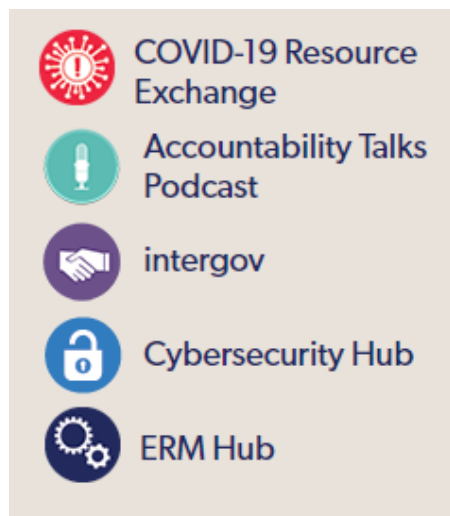 COVID-19 Resource
Exchange
Accountability Talks
Podcast
intergov
Cybersecurity Hub
ERM Hub